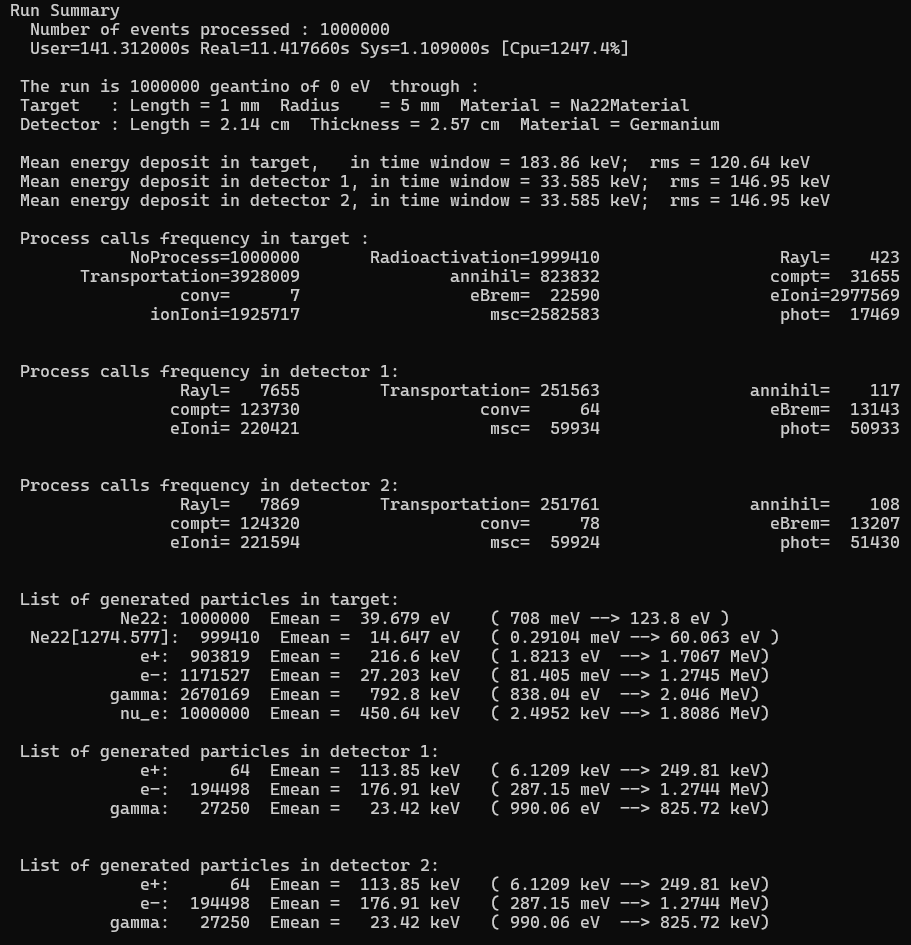 Run Summary
  Number of events processed : 1000000
  User=141.312000s Real=11.417660s Sys=1.109000s [Cpu=1247.4%]

 The run is 1000000 geantino of 0 eV  through :
 Target   : Length = 1 mm  Radius    = 5 mm  Material = Na22Material
 Detector : Length = 2.14 cm  Thickness = 2.57 cm  Material = Germanium

 Mean energy deposit in target,   in time window = 183.86 keV;  rms = 120.64 keV
 Mean energy deposit in detector 1, in time window = 33.585 keV;  rms = 146.95 keV
 Mean energy deposit in detector 2, in time window = 33.585 keV;  rms = 146.95 keV

 Process calls frequency in target :
            NoProcess=1000000       Radioactivation=1999410                  Rayl=    423
       Transportation=3928009               annihil= 823832                 compt=  31655
                 conv=      7                 eBrem=  22590                 eIoni=2977569
              ionIoni=1925717                   msc=2582583                  phot=  17469

 Process calls frequency in detector 1:
                 Rayl=   7655        Transportation= 251563               annihil=    117
                compt= 123730                  conv=     64                 eBrem=  13143
                eIoni= 220421                   msc=  59934                  phot=  50933

 Process calls frequency in detector 2:
                 Rayl=   7869        Transportation= 251761               annihil=    108
                compt= 124320                  conv=     78                 eBrem=  13207
                eIoni= 221594                   msc=  59924                  phot=  51430

 List of generated particles in target:
           Ne22: 1000000  Emean =  39.679 eV    ( 708 meV --> 123.8 eV )
  Ne22[1274.577]:  999410  Emean =  14.647 eV   ( 0.29104 meV --> 60.063 eV )
             e+:  903819  Emean =   216.6 keV   ( 1.8213 eV  --> 1.7067 MeV)
             e-: 1171527  Emean =  27.203 keV   ( 81.405 meV --> 1.2745 MeV)
          gamma: 2670169  Emean =   792.8 keV   ( 838.04 eV  --> 2.046 MeV)
           nu_e: 1000000  Emean =  450.64 keV   ( 2.4952 keV --> 1.8086 MeV)

 List of generated particles in detector 1:
             e+:      64  Emean =  113.85 keV   ( 6.1209 keV --> 249.81 keV)
             e-:  194498  Emean =  176.91 keV   ( 287.15 meV --> 1.2744 MeV)
          gamma:   27250  Emean =   23.42 keV   ( 990.06 eV  --> 825.72 keV)

 List of generated particles in detector 2:
             e+:      64  Emean =  113.85 keV   ( 6.1209 keV --> 249.81 keV)
             e-:  194498  Emean =  176.91 keV   ( 287.15 meV --> 1.2744 MeV)
          gamma:   27250  Emean =   23.42 keV   ( 990.06 eV  --> 825.72 keV)